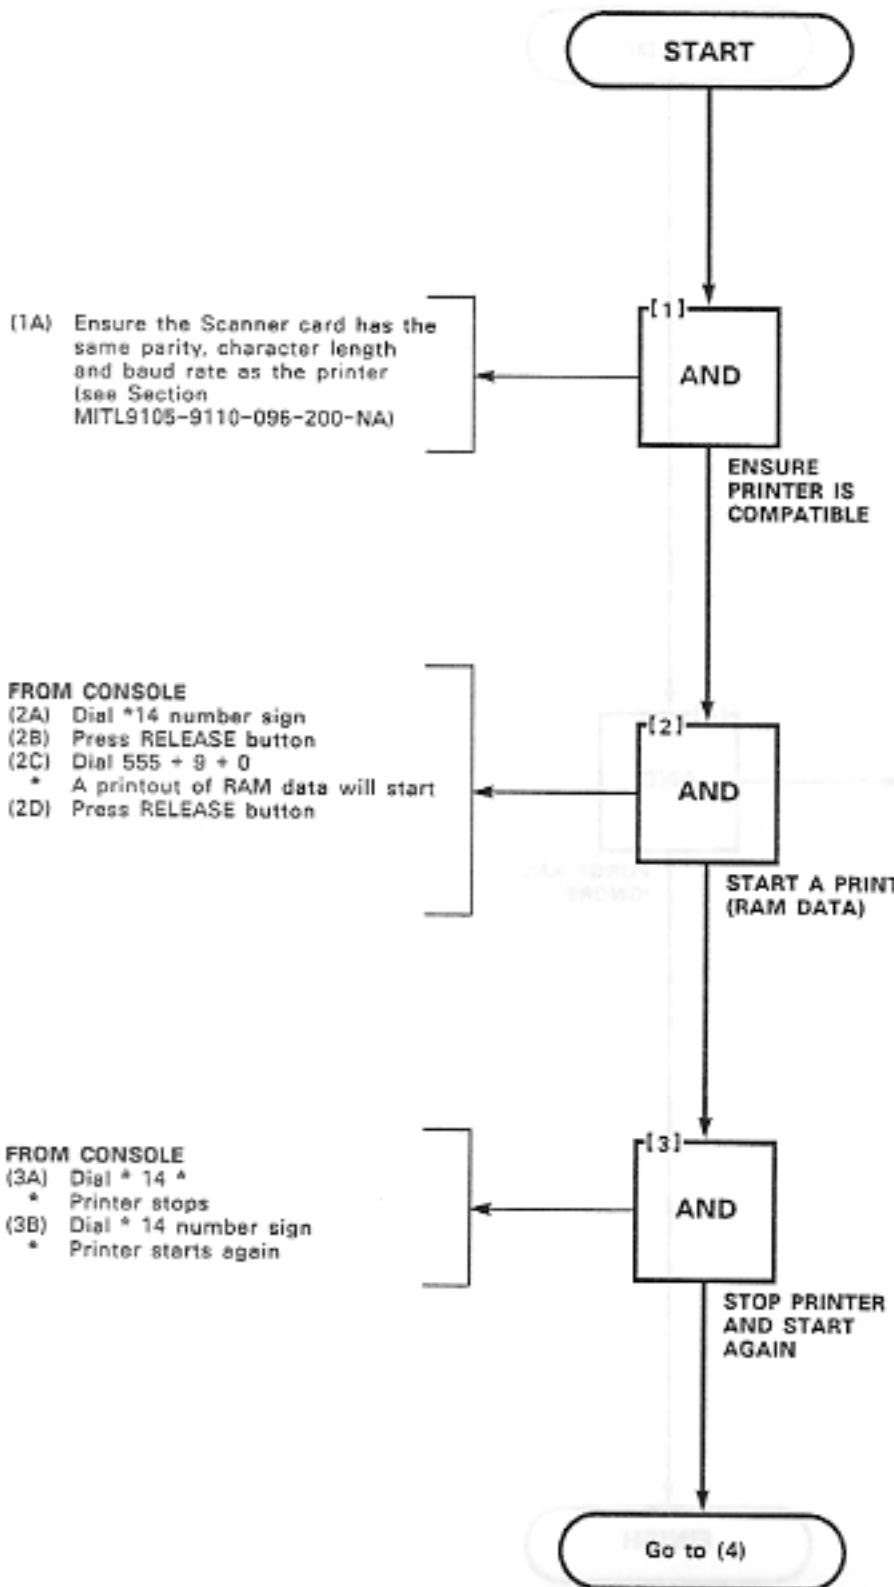 START
[1]
AND
(1A) Ensure the Scanner card has the
same parity, character length
and baud rate as the printer
(see Section
MITL9105-9110-096-200-NA)
ENSURE
PRINTER IS
COMPATIBLE
FROM CONSOLE
(2A) Dial *14 number sign
(2B) Press RELEASE button
(2C) Dial 555 + 9 + 0
* A printout of RAM data will start
(2D) Press RELEASE button
[2]
AND
START A PRINT
(RAM DATA)
FROM CONSOLE
(3A) Dial * 14 *
* Printer stops
(3B) Dial * 14 number sign
* Printer starts again
[3]
AND
STOP PRINTER
AND START
AGAIN
Go to (4)